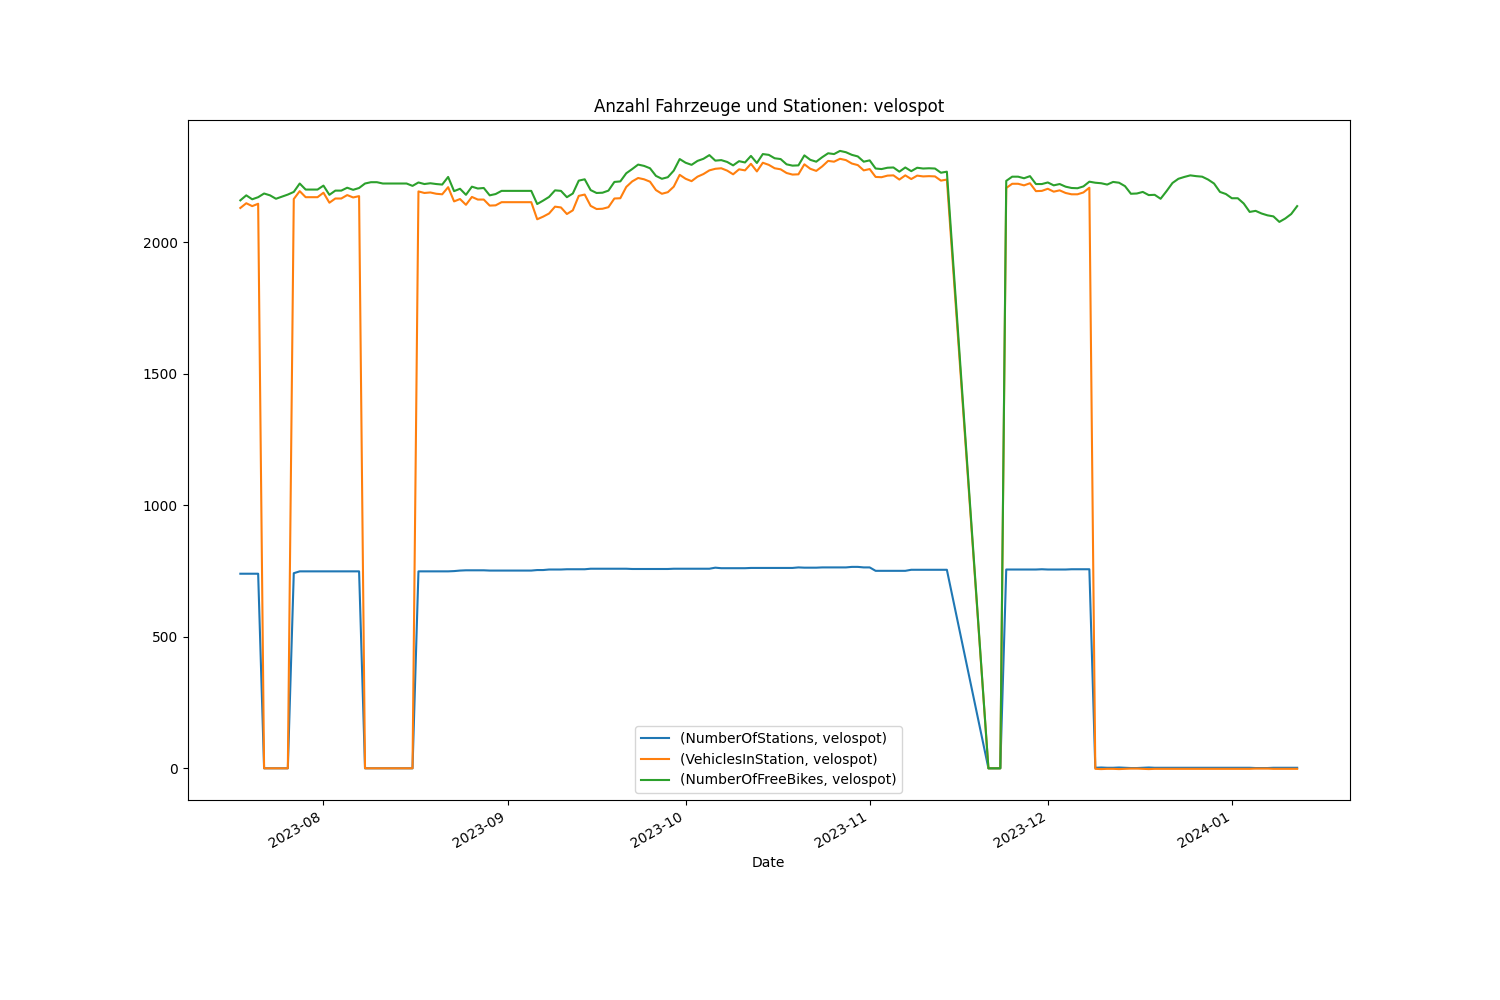 Anzahl Fahrzeuge und Stationen: velospot
2000
1500
1000
500
0
(NumberOfStations, velospot)
(VehiclesInStation, velospot)
(NumberOfFreeBikes, velospot)
2023-08
2023-09
2023-10
2023-11
2023-12
2024-01
Date